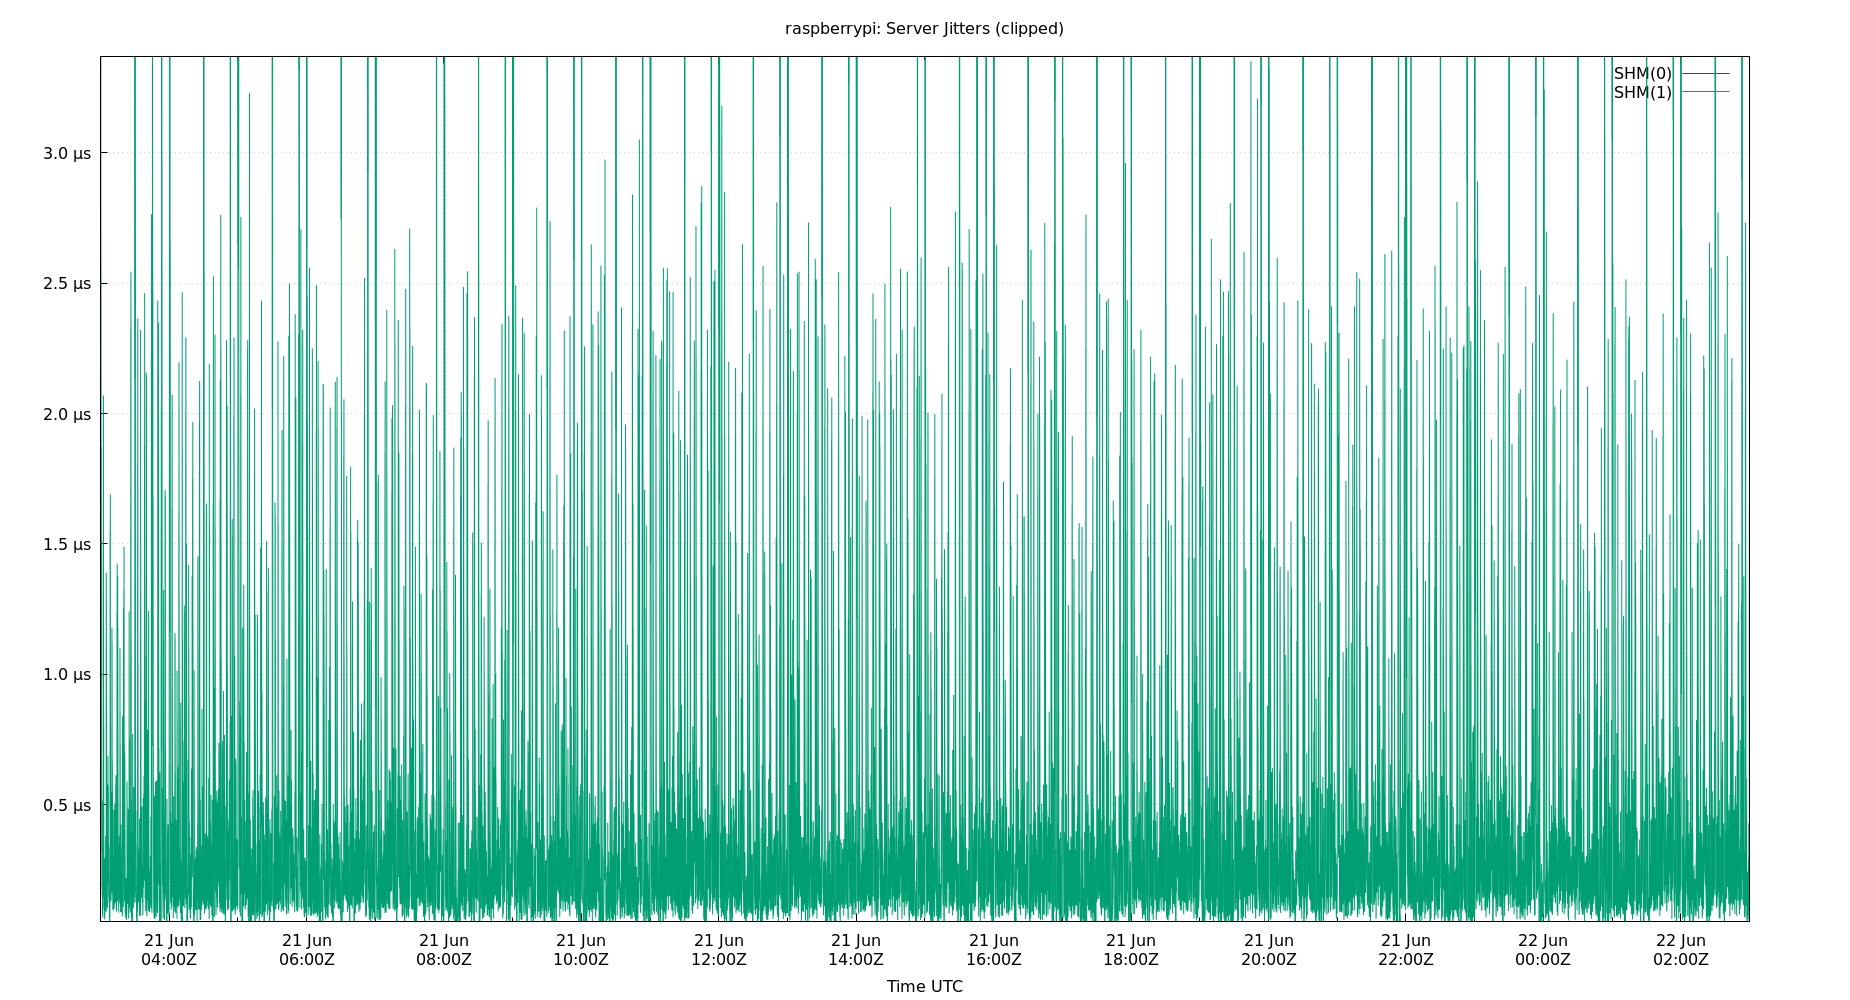 raspberrypi: Server Jitters (clipped)
SHM(0)
SHM(1)
3.0 µs
2.5 µs
2.0 µs
1.5 µs
1.0 µs
0.5 µs
21 Jun 21 Jun 21 Jun 21 Jun 21 Jun 21 Jun 21 Jun 21 Jun 21 Jun 21 Jun 22 Jun 22 Jun
04:00Z 06:00Z 08:00Z 10:00Z 12:00Z 14:00Z 16:00Z 18:00Z 20:00Z 22:00Z 00:00Z 02:00Z
Time UTC